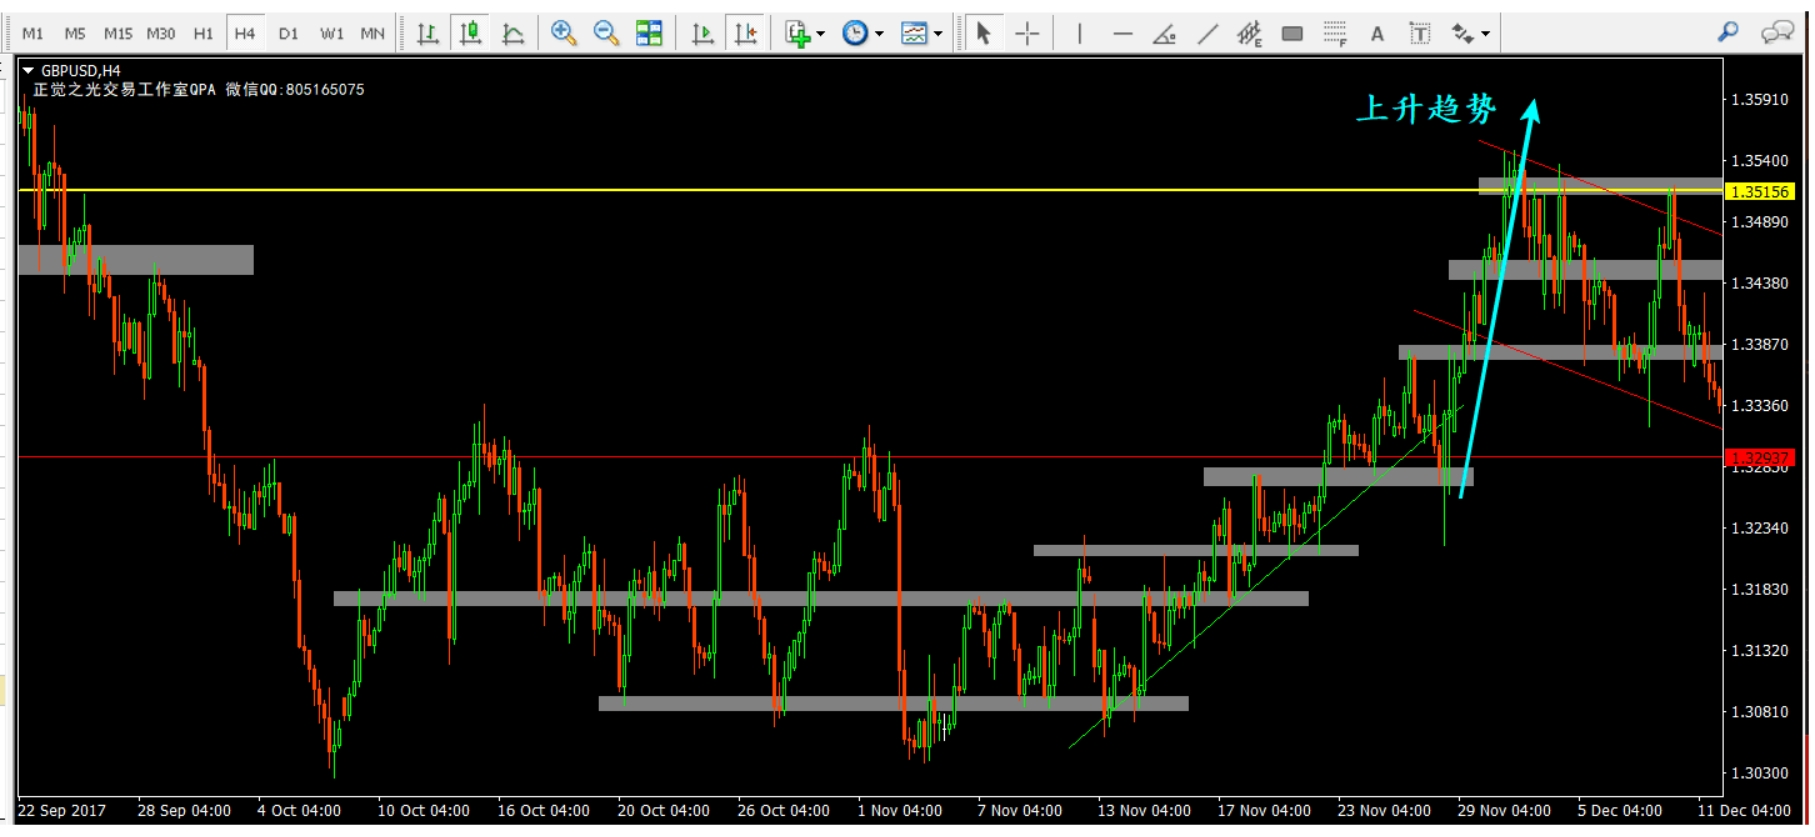 M1 M5 M15 M30 H1 H4 D1 W1 MN E F A T
GBPUSD,H4
正觉之光交易工作室QPA 微信QQ:805165075
上升趋势
1.35910
1.35400
1.35156
1.34890
1.34380
1.33870
1.33360
1.32937
1.32850
1.32340
1.31830
1.31320
1.30810
1.30300
22 Sep 2017 28 Sep 04:00 4 Oct 04:00 10 Oct 04:00 16 Oct 04:00 20 Oct 04:00 26 Oct 04:00 1 Nov 04:00 7 Nov 04:00 13 Nov 04:00 17 Nov 04:00 23 Nov 04:00 29 Nov 04:00 5 Dec 04:00 11 Dec 04:00